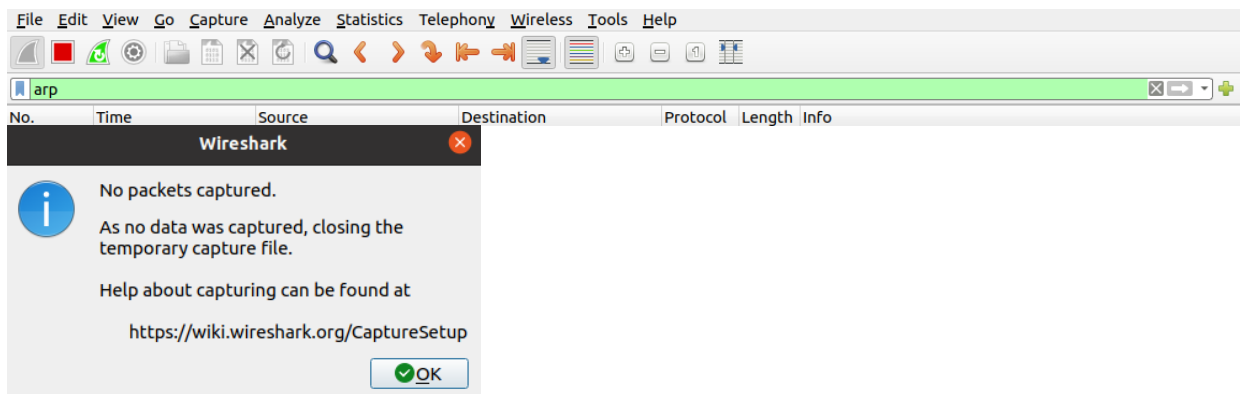 File Edit View Go Capture Analyze Statistics Telephony Wireless Tools Help
arp
No. Time Source Destination Protocol Length Info
Wireshark
No packets captured.
As no data was captured, closing the
temporary capture file.
Help about capturing can be found at
https://wiki.wireshark.org/CaptureSetup
OK